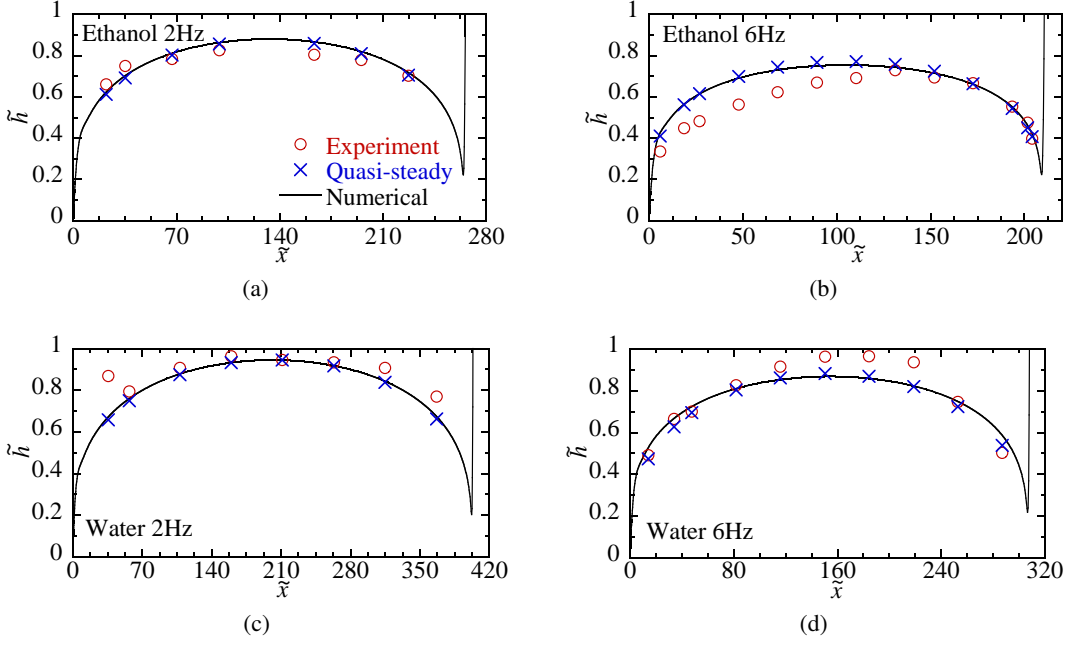 1
0.8
0.6
0.4
0.2
0
h̃
Ethanol 2Hz
Experiment
Quasi-steady
Numerical
0 70 140 210 280
x̃
(a)
1
0.8
0.6
0.4
0.2
0
h̃
Ethanol 6Hz
0 50 100 150 200
x̃
(b)
1
0.8
0.6
0.4
0.2
0
h̃
Water 2Hz
0 70 140 210 280 350 420
x̃
(c)
1
0.8
0.6
0.4
0.2
0
h̃
Water 6Hz
0 80 160 240 320
x̃
(d)